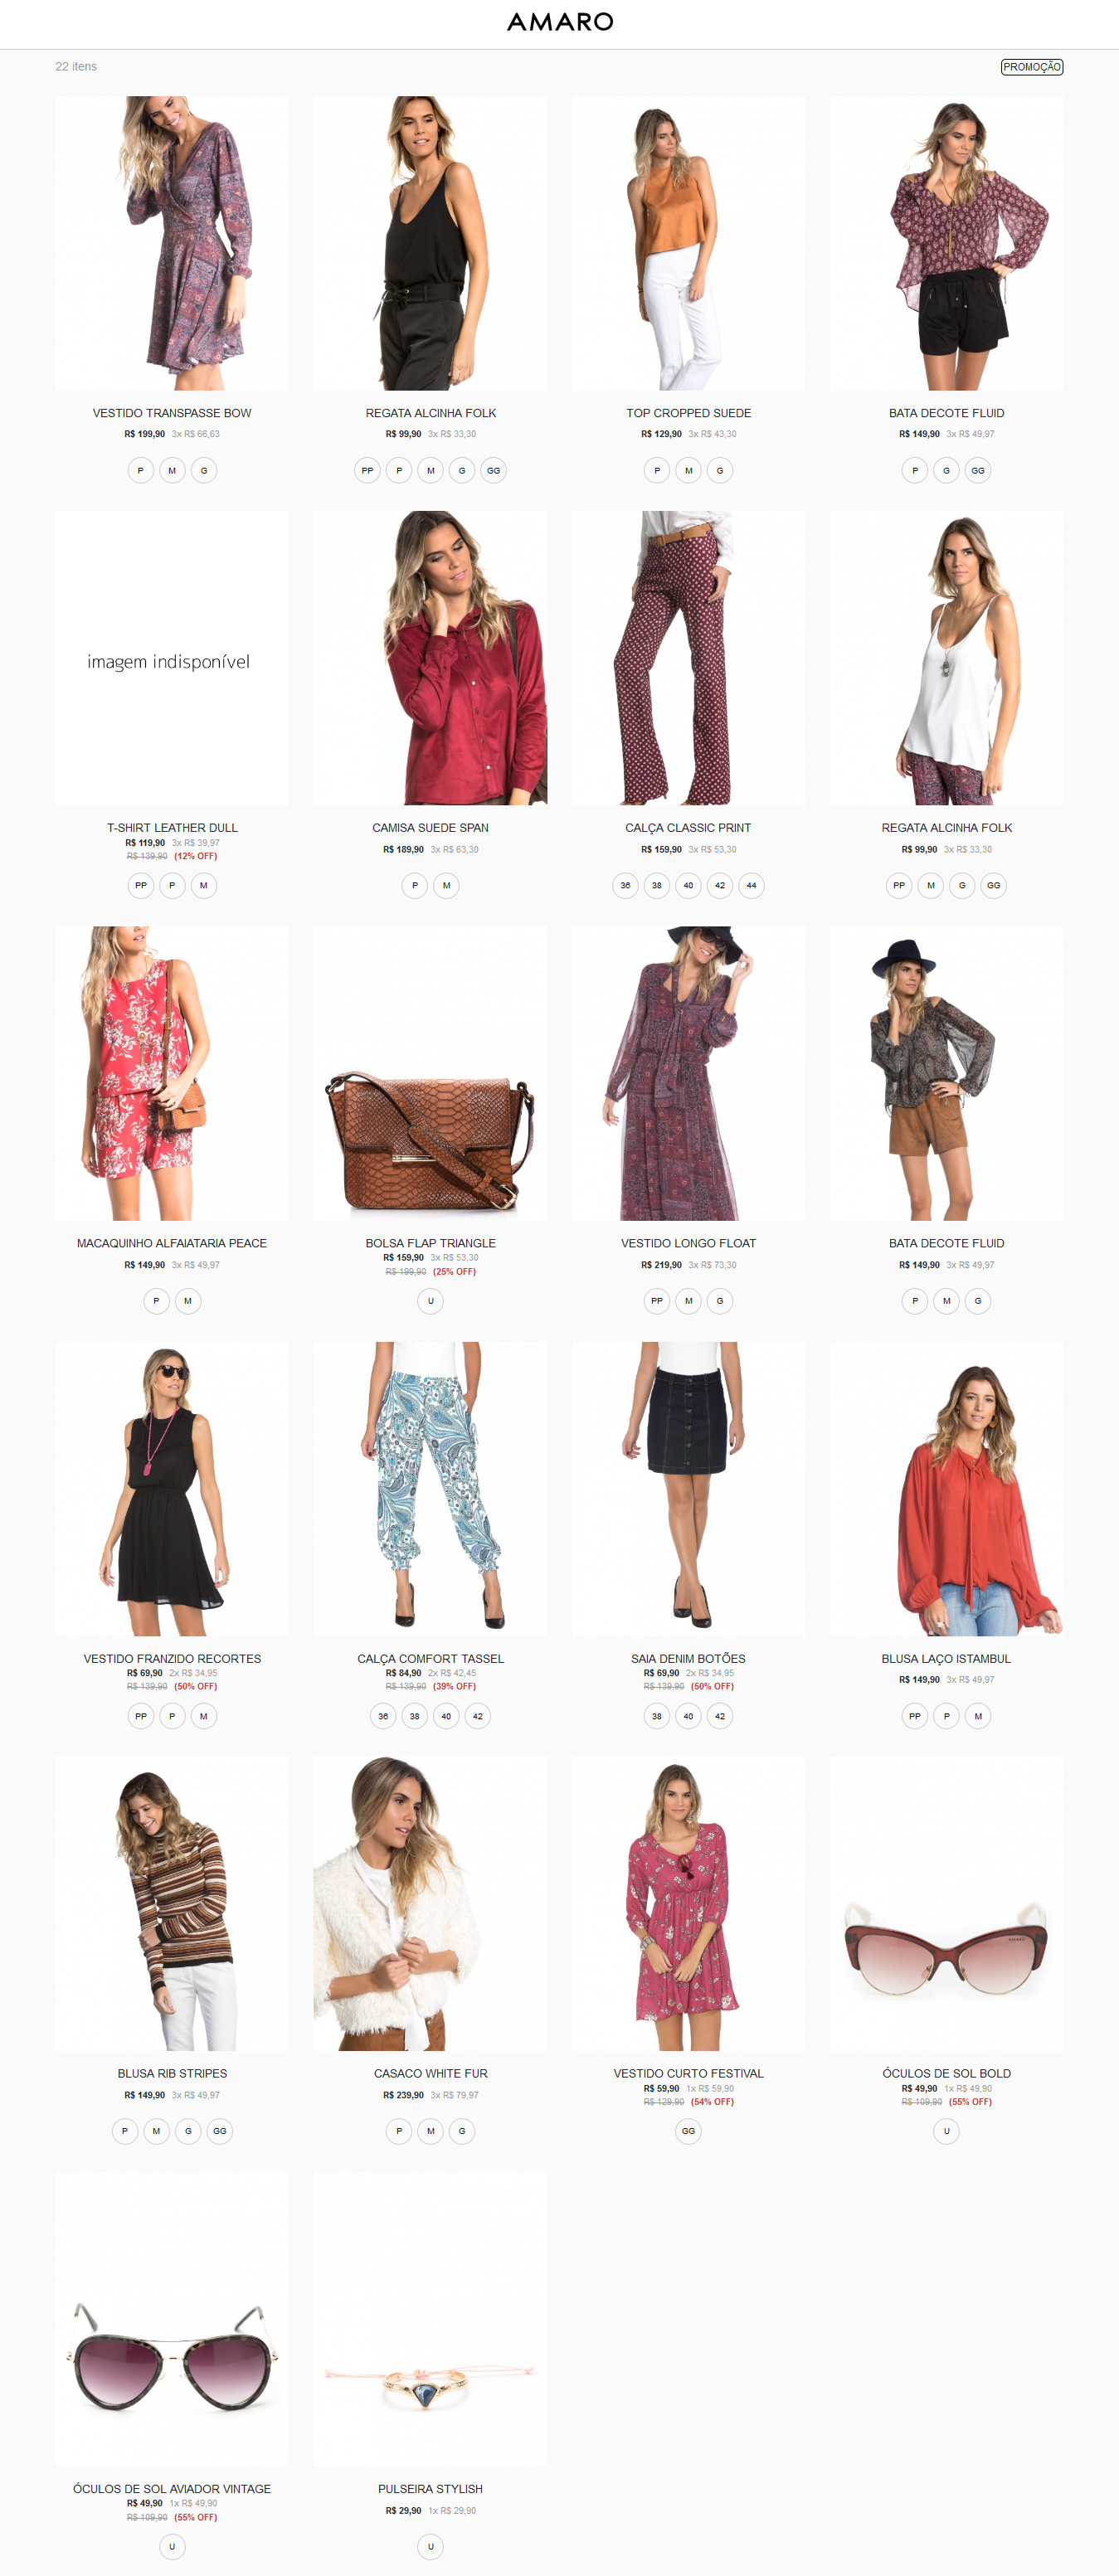 AMARO
22 itens
PROMOÇÃO
VESTIDO TRANSPASSE BOW
R$ 199,90 3x R$ 66,63
P M G
REGATA ALCINHA FOLK
R$ 99,90 3x R$ 33,30
PP P M G GG
TOP CROPPED SUEDE
R$ 129,90 3x R$ 43,30
P M G
BATA DECOTE FLUID
R$ 149,90 3x R$ 49,97
P G GG
imagem indisponível
T-SHIRT LEATHER DULL
R$ 119,90 3x R$ 39,97
R$ 139,90 (12% OFF)
PP P M
CAMISA SUEDE SPAN
R$ 189,90 3x R$ 63,30
P M
CALÇA CLASSIC PRINT
R$ 159,90 3x R$ 53,30
36 38 40 42 44
REGATA ALCINHA FOLK
R$ 99,90 3x R$ 33,30
PP M G GG
MACAQUINHO ALFAIATARIA PEACE
R$ 149,90 3x R$ 49,97
P M
BOLSA FLAP TRIANGLE
R$ 159,90 3x R$ 53,30
R$ 199,90 (25% OFF)
U
VESTIDO LONGO FLOAT
R$ 219,90 3x R$ 73,30
PP M G
BATA DECOTE FLUID
R$ 149,90 3x R$ 49,97
P M G
VESTIDO FRANZIDO RECORTES
R$ 69,90 2x R$ 34,95
R$ 139,90 (50% OFF)
PP P M
CALÇA COMFORT TASSEL
R$ 84,90 2x R$ 42,45
R$ 139,90 (39% OFF)
36 38 40 42
SAIA DENIM BOTÕES
R$ 69,90 2x R$ 34,95
R$ 139,90 (50% OFF)
38 40 42
BLUSA LAÇO ISTAMBUL
R$ 149,90 3x R$ 49,97
PP P M
BLUSA RIB STRIPES
R$ 149,90 3x R$ 49,97
P M G GG
CASACO WHITE FUR
R$ 239,90 3x R$ 79,97
P M G
VESTIDO CURTO FESTIVAL
R$ 59,90 1x R$ 59,90
R$ 129,90 (54% OFF)
GG
AMARO
ÓCULOS DE SOL BOLD
R$ 49,90 1x R$ 49,90
R$ 109,90 (55% OFF)
U
ÓCULOS DE SOL AVIADOR VINTAGE
R$ 49,90 1x R$ 49,90
R$ 109,90 (55% OFF)
U
PULSEIRA STYLISH
R$ 29,90 1x R$ 29,90
U